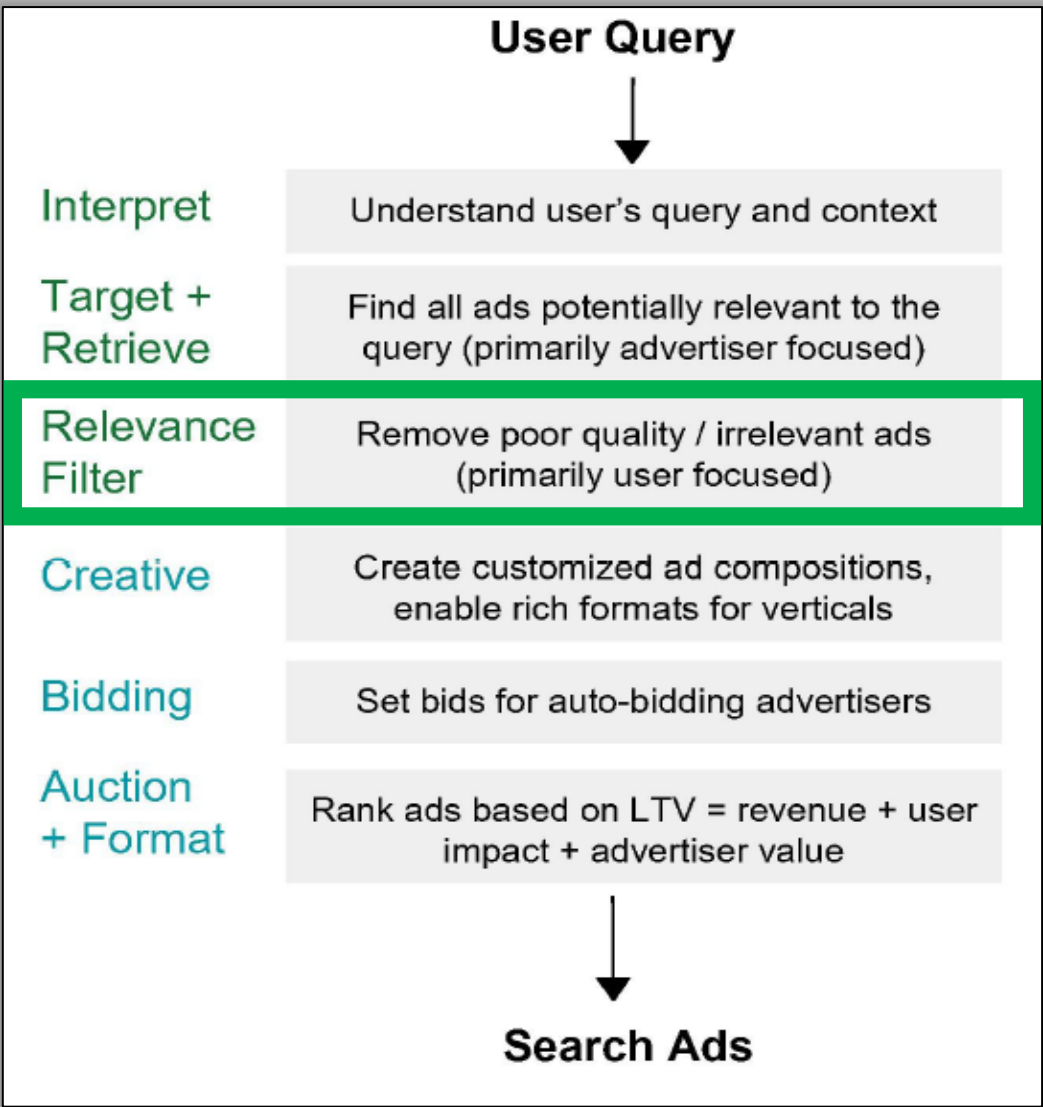 User Query
Interpret
Understand user's query and context
Target +
Retrieve
Find all ads potentially relevant to the
query (primarily advertiser focused)
Relevance
Filter
Remove poor quality / irrelevant ads
(primarily user focused)
Creative
Create customized ad compositions,
enable rich formats for verticals
Bidding
Set bids for auto-bidding advertisers
Auction
+ Format
Rank ads based on LTV = revenue + user
impact + advertiser value
Search Ads